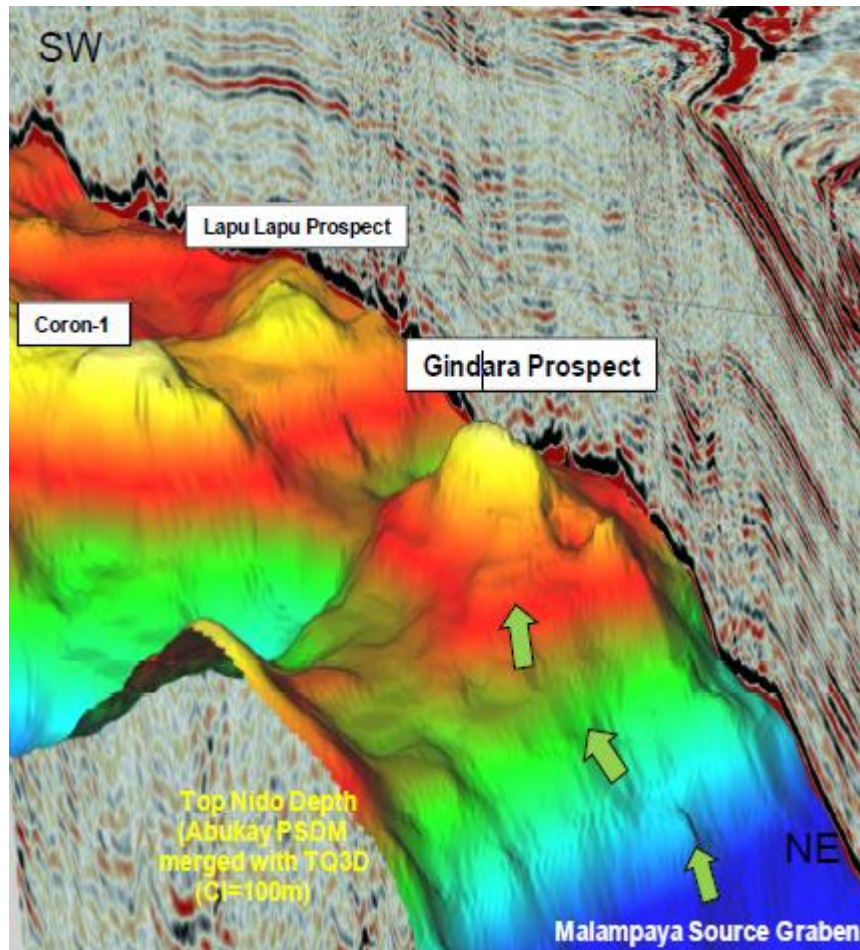 SW
Lapu Lapu Prospect
Coron-1
Gindara Prospect
Top Nido Depth
(Abukay PSDM
merged with TQ3D
(CI=100m)
NE
Malampaya Source Graben